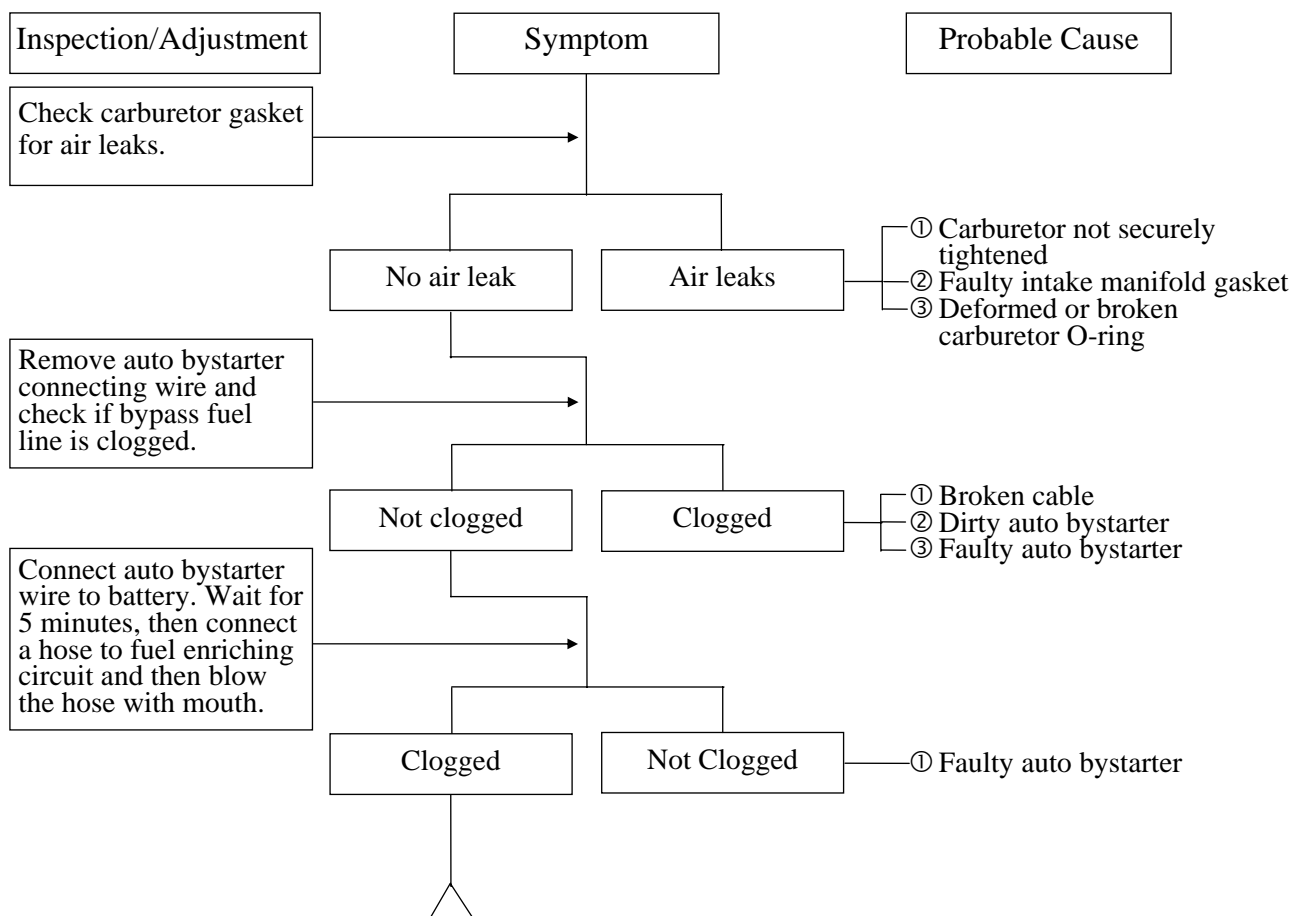 Inspection/Adjustment
Symptom
Probable Cause
Check carburetor gasket
for air leaks.
No air leak
Air leaks
① Carburetor not securely
tightened
② Faulty intake manifold gasket
③ Deformed or broken
carburetor O-ring
Remove auto bystarter
connecting wire and
check if bypass fuel
line is clogged.
Not clogged
Clogged
① Broken cable
② Dirty auto bystarter
③ Faulty auto bystarter
Connect auto bystarter
wire to battery. Wait for
5 minutes, then connect
a hose to fuel enriching
circuit and then blow
the hose with mouth.
Clogged
Not Clogged
① Faulty auto bystarter